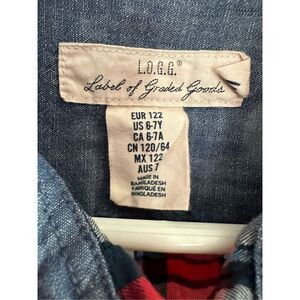 L.O.G.G.®
Label of Graded Goods
EUR 122
US 6-7Y
CA 6-7A
CN 120/64
MX 122
AUS 7
MADE IN
BANGLADESH
FABRIQUÉ EN
BANGLADESH